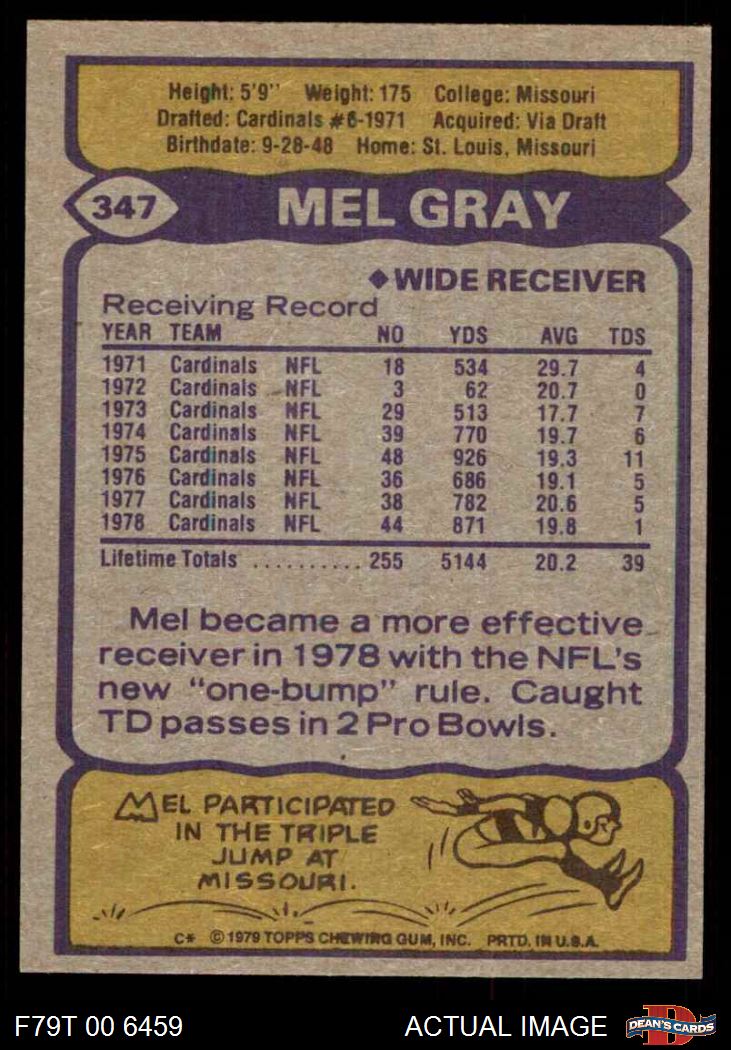 Height: 5'9" Weight: 175 College: Missouri
Drafted: Cardinals #6-1971 Acquired: Via Draft
Birthdate: 9-28-48 Home: St. Louis, Missouri
347 MEL GRAY
◆WIDE RECEIVER
Receiving Record
YEAR TEAM NO YDS AVG TDS
1971 Cardinals NFL 18 534 29.7 4
1972 Cardinals NFL 3 62 20.7 0
1973 Cardinals NFL 29 513 17.7 7
1974 Cardinals NFL 39 770 19.7 6
1975 Cardinals NFL 48 926 19.3 11
1976 Cardinals NFL 36 686 19.1 5
1977 Cardinals NFL 38 782 20.6 5
1978 Cardinals NFL 44 871 19.8 1
Lifetime Totals .......... 255 5144 20.2 39
Mel became a more effective
receiver in 1978 with the NFL's
new "one-bump" rule. Caught
TD passes in 2 Pro Bowls.
MEL PARTICIPATED
IN THE TRIPLE
JUMP AT
MISSOURI.
C* © 1979 TOPPS CHEWING GUM, INC. PRTD. IN U.S.A.
F79T 00 6459 ACTUAL IMAGE D DEAN'S CARDS